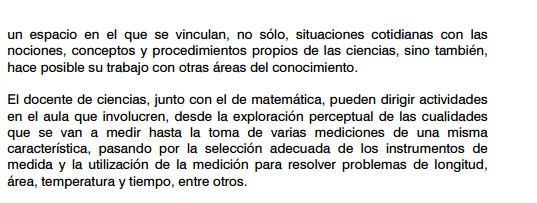 un espacio en el que se vinculan, no sólo, situaciones cotidianas con las
nociones, conceptos y procedimientos propios de las ciencias, sino también,
hace posible su trabajo con otras áreas del conocimiento.
El docente de ciencias, junto con el de matemática, pueden dirigir actividades
en el aula que involucren, desde la exploración perceptual de las cualidades
que se van a medir hasta la toma de varias mediciones de una misma
característica, pasando por la selección adecuada de los instrumentos de
medida y la utilización de la medición para resolver problemas de longitud,
área, temperatura y tiempo, entre otros.